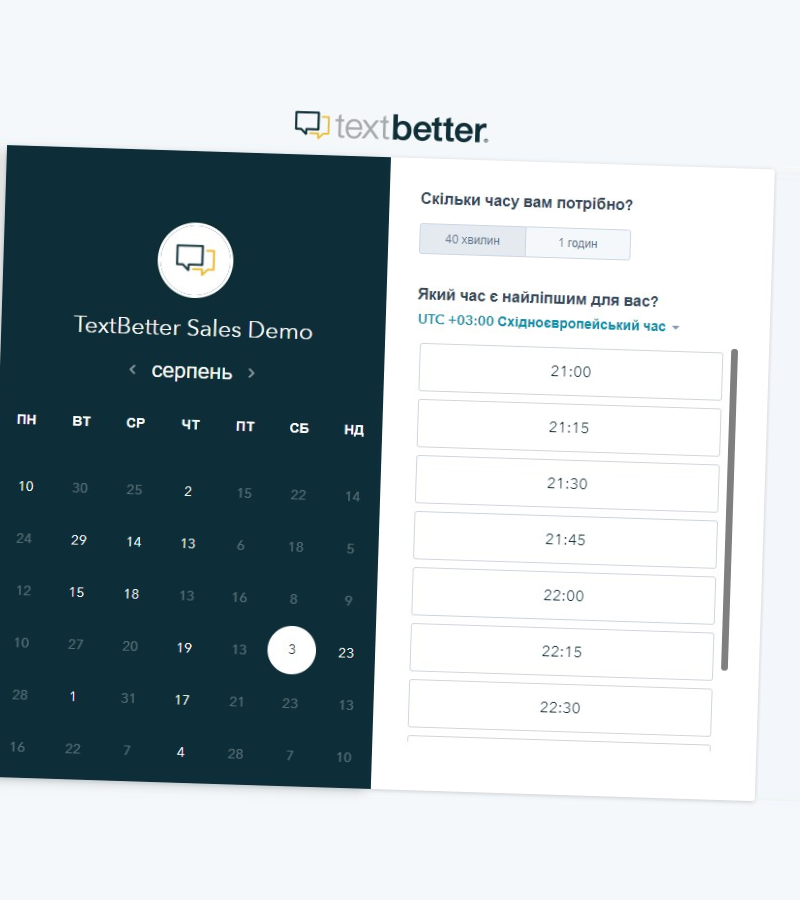 textbetter®
TextBetter Sales Demo
серпень
ПН ВТ СР ЧТ ПТ СБ НД
10 30 25 2 15 22 14
24 29 14 13 6 18 5
12 15 18 13 16 8 9
10 27 20 19 13 3 23
28 1 31 17 21 23 13
16 22 7 4 28 7 10
Скільки часу вам потрібно?
40 хвилин 1 годин
Який час є найліпшим для вас?
UTC +03:00 Східноєвропейський час
21:00
21:15
21:30
21:45
22:00
22:15
22:30